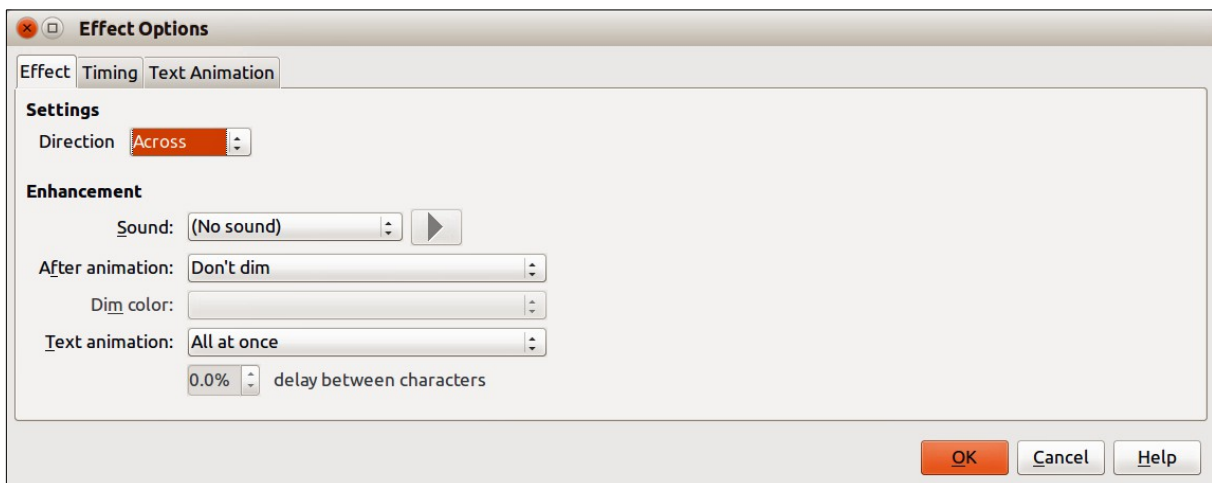 Effect Options
Effect Timing Text Animation
Settings
Direction Across
Enhancement
Sound: (No sound)
After animation: Don't dim
Dim color:
Text animation: All at once
0.0% delay between characters
OK Cancel Help